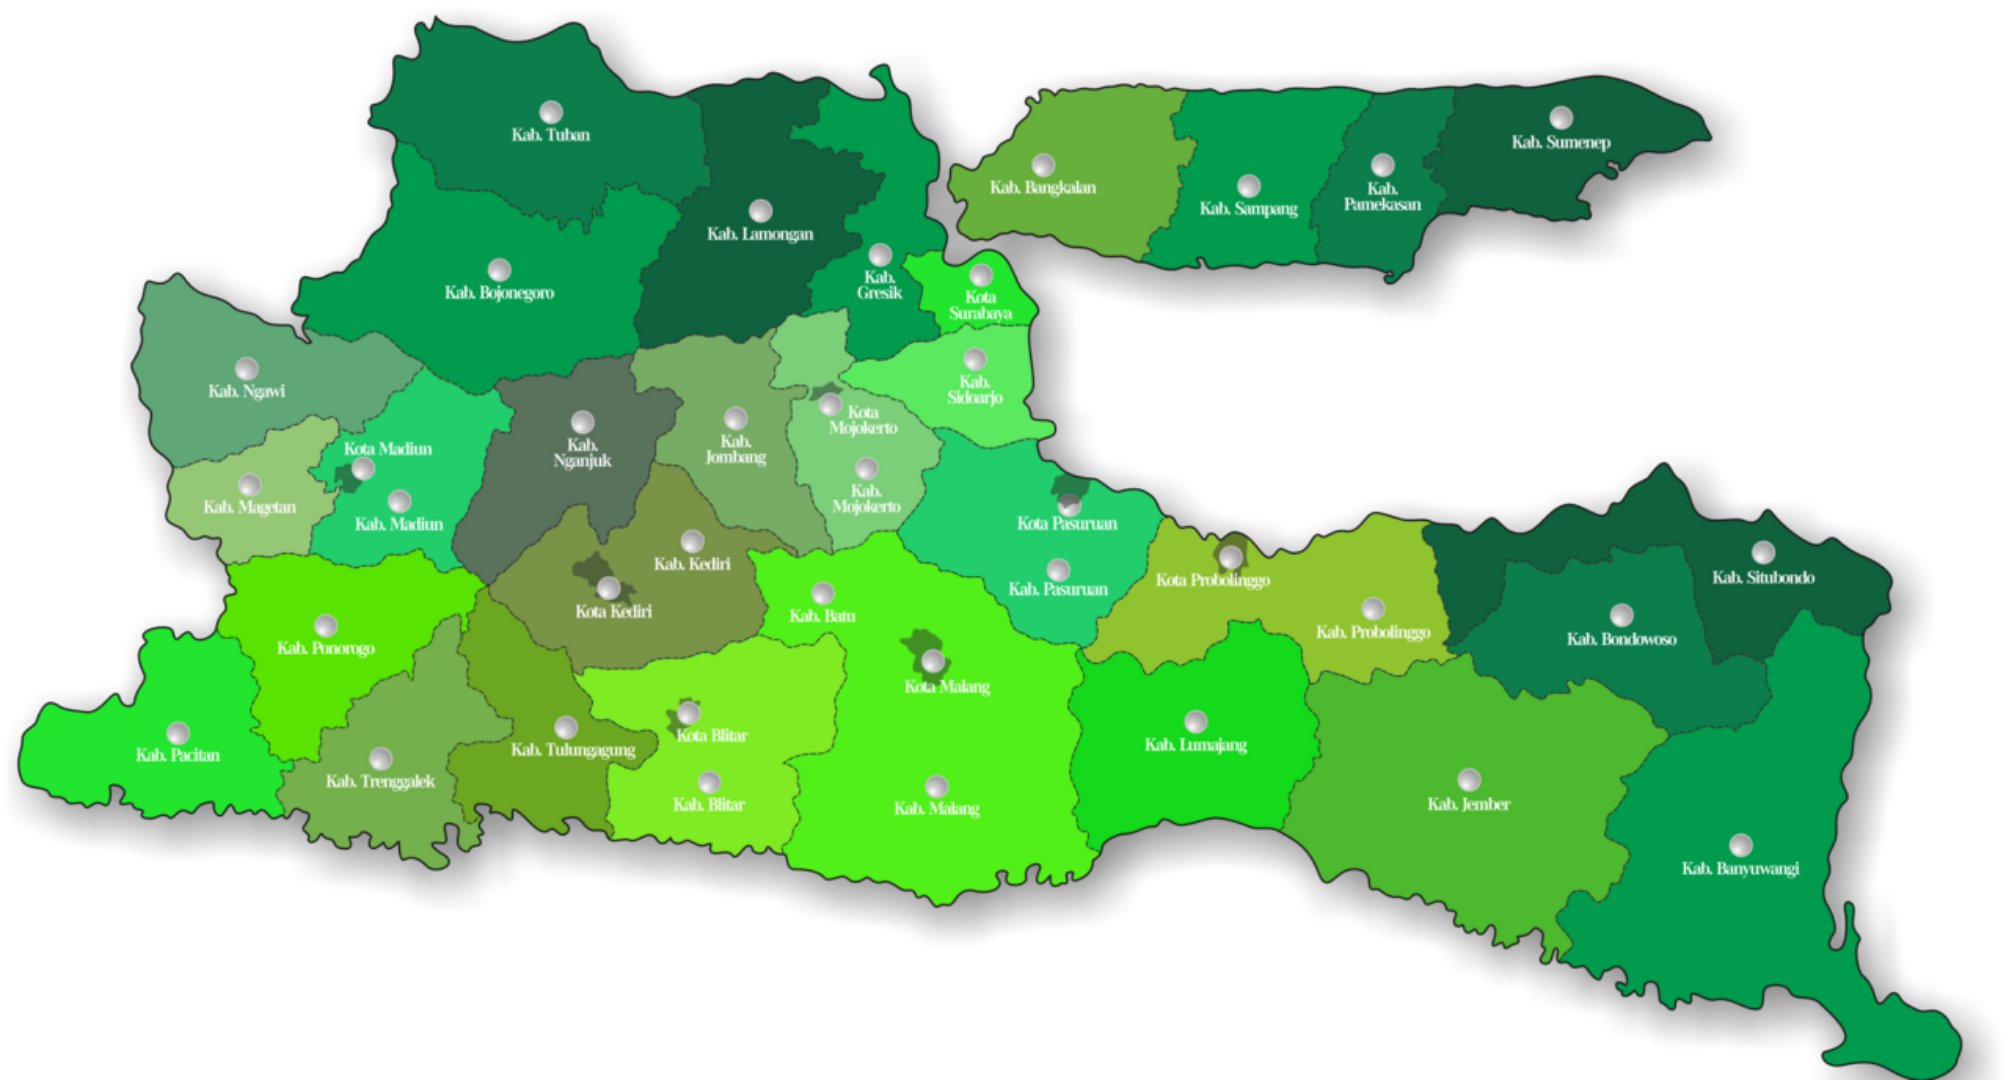 Kab. Tuban
Kab. Sumenep
Kab. Bangkalan
Kab.
Pamekasan
Kab. Sampang
Kab. Lamongan
Kab. Bojonegoro
Kab.
Gresik
Kota
Surabaya
Kab. Ngawi
Kab.
Sidoarjo
Kota
Mojokerto
Kota Madiun
Kab.
Nganjuk
Kab.
Jombang
Kab.
Mojokerto
Kab. Magetan
Kab. Madiun
Kota Pasuruan
Kab. Kediri
Kota Probolinggo
Kab. Situbondo
Kab. Pasuruan
Kota Kediri
Kab. Batu
Kab. Probolinggo
Kab. Bondowoso
Kab. Ponorogo
Kota Malang
Kota Blitar
Kab. Lumajang
Kab. Tulungagung
Kab. Pacitan
Kab. Trenggalek
Kab. Blitar
Kab. Malang
Kab. Jember
Kab. Banyuwangi